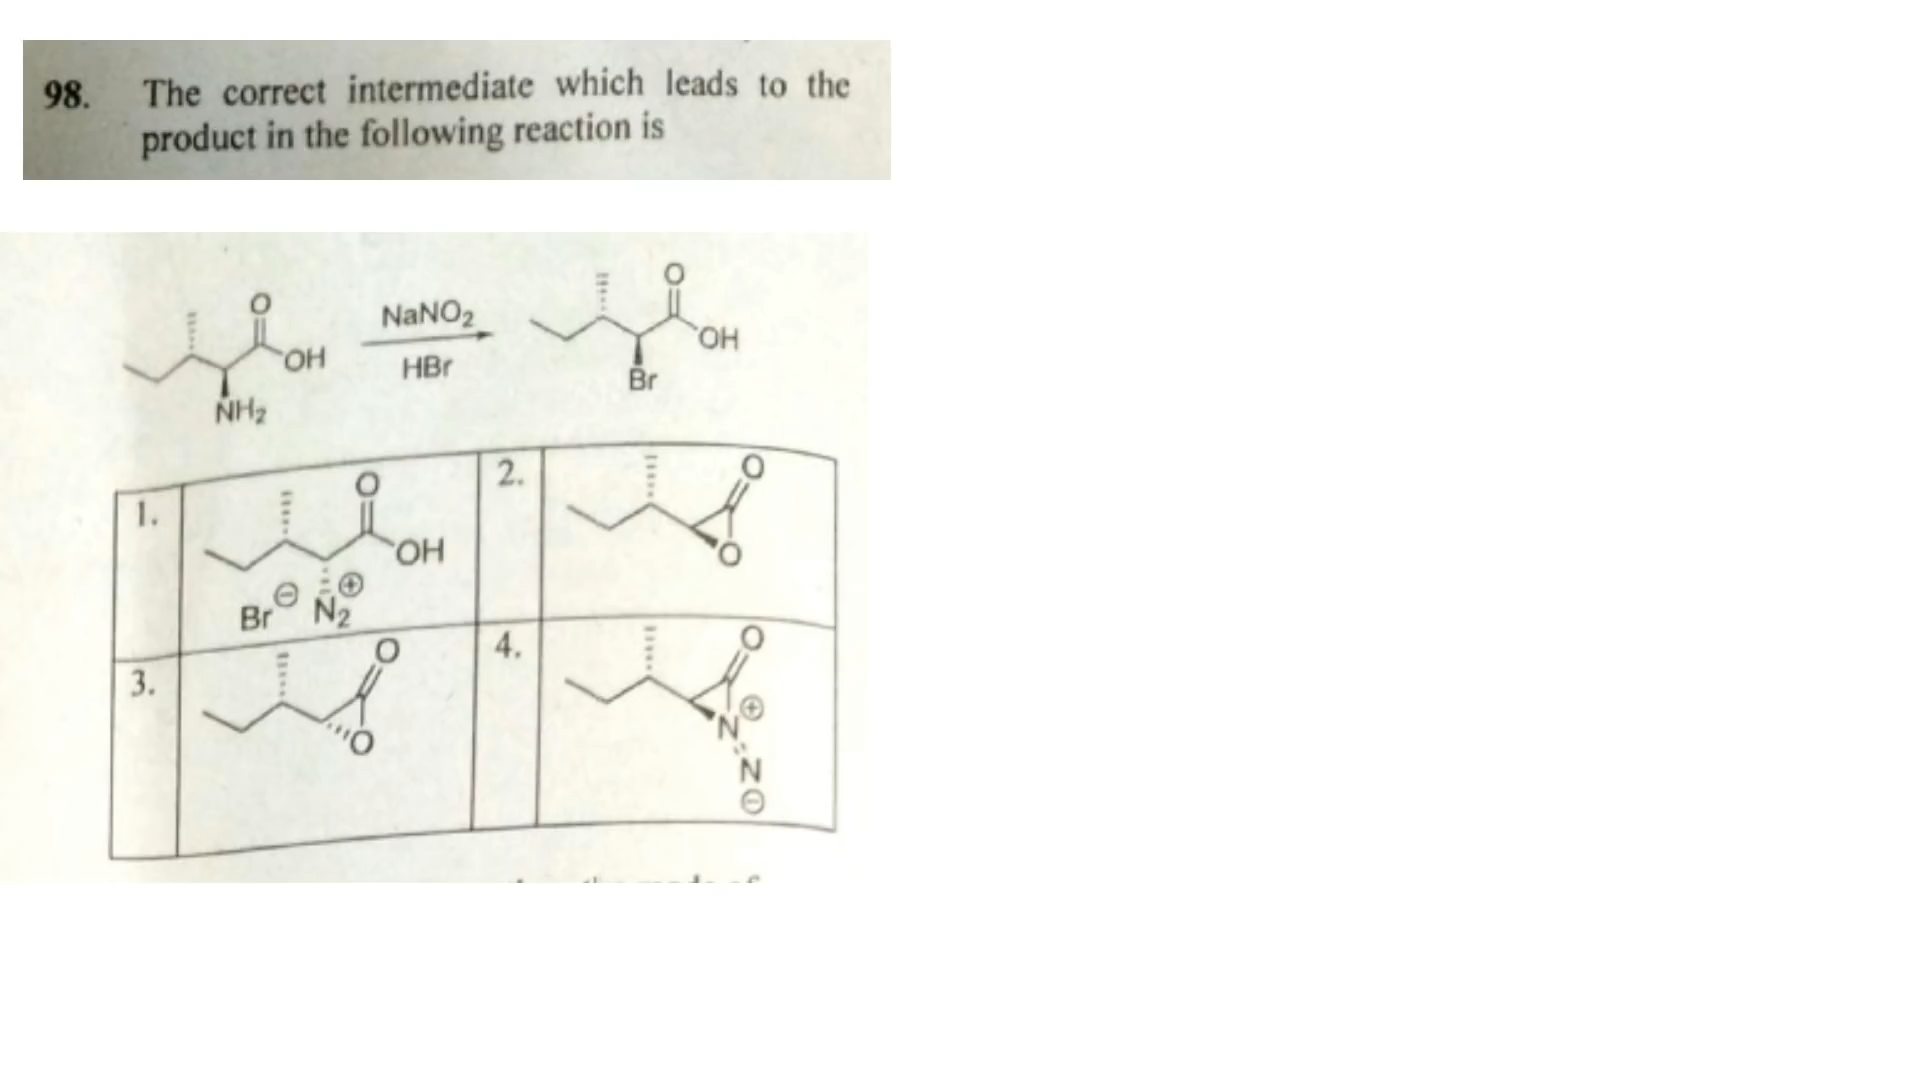 98. The correct intermediate which leads to the
product in the following reaction is
O
OH
NH2
NaNO2
HBr
O
OH
Br
1.
O
OH
Br⊖ N2⊕
2.
O
O
3.
O
O
4.
O
N⊕
N⊖